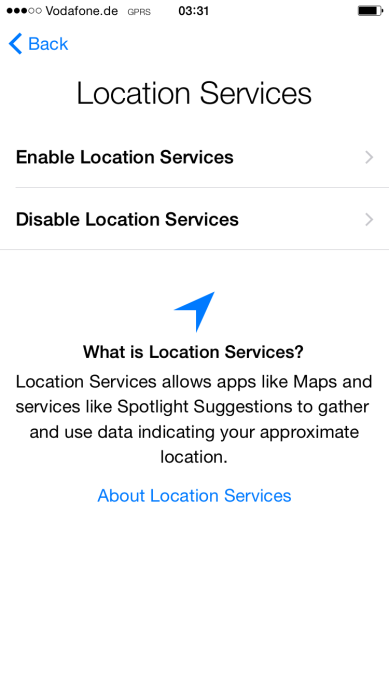 Vodafone.de GPRS 03:31
Back
Location Services
Enable Location Services
Disable Location Services
What is Location Services?
Location Services allows apps like Maps and
services like Spotlight Suggestions to gather
and use data indicating your approximate
location.
About Location Services